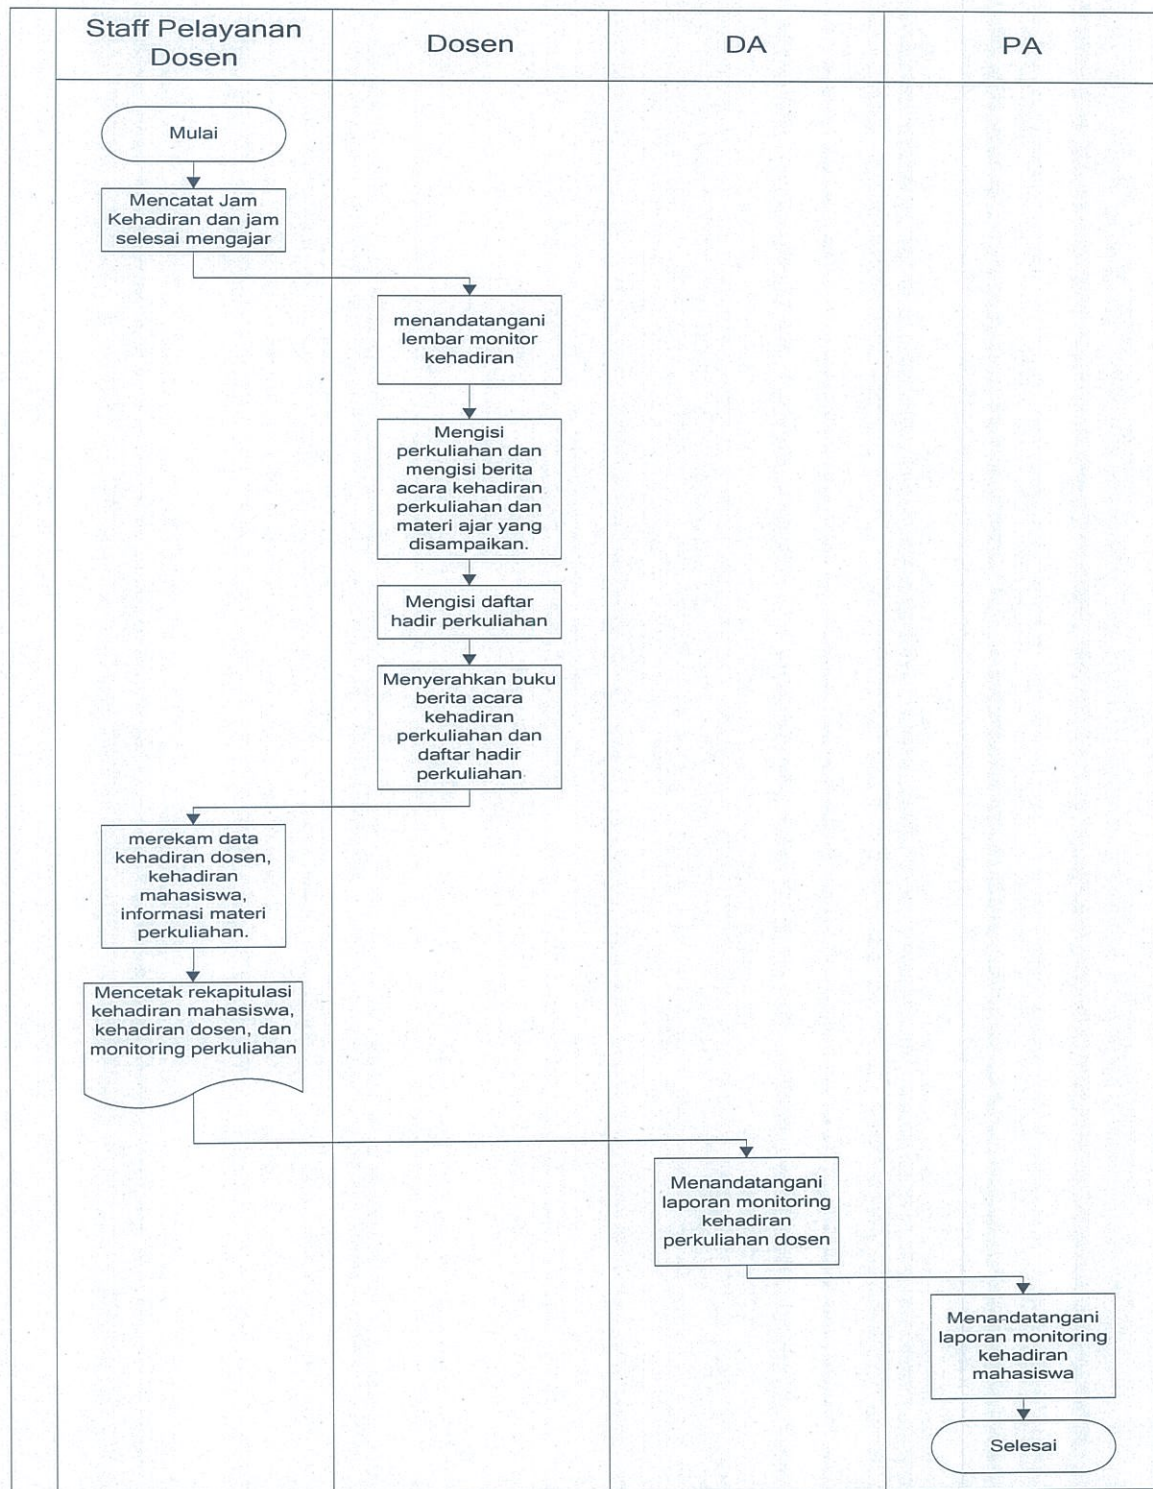 Staff Pelayanan
Dosen
Dosen
DA
PA
Mulai
Mencatat Jam
Kehadiran dan jam
selesai mengajar
menandatangani
lembar monitor
kehadiran
Mengisi
perkuliahan dan
mengisi berita
acara kehadiran
perkuliahan dan
materi ajar yang
disampaikan.
Mengisi daftar
hadir perkuliahan
Menyerahkan buku
berita acara
kehadiran
perkuliahan dan
daftar hadir
perkuliahan
merekam data
kehadiran dosen,
kehadiran
mahasiswa,
informasi materi
perkuliahan.
Mencetak rekapitulasi
kehadiran mahasiswa,
kehadiran dosen, dan
monitoring perkuliahan
Menandatangani
laporan monitoring
kehadiran
perkuliahan dosen
Menandatangani
laporan monitoring
kehadiran
mahasiswa
Selesai